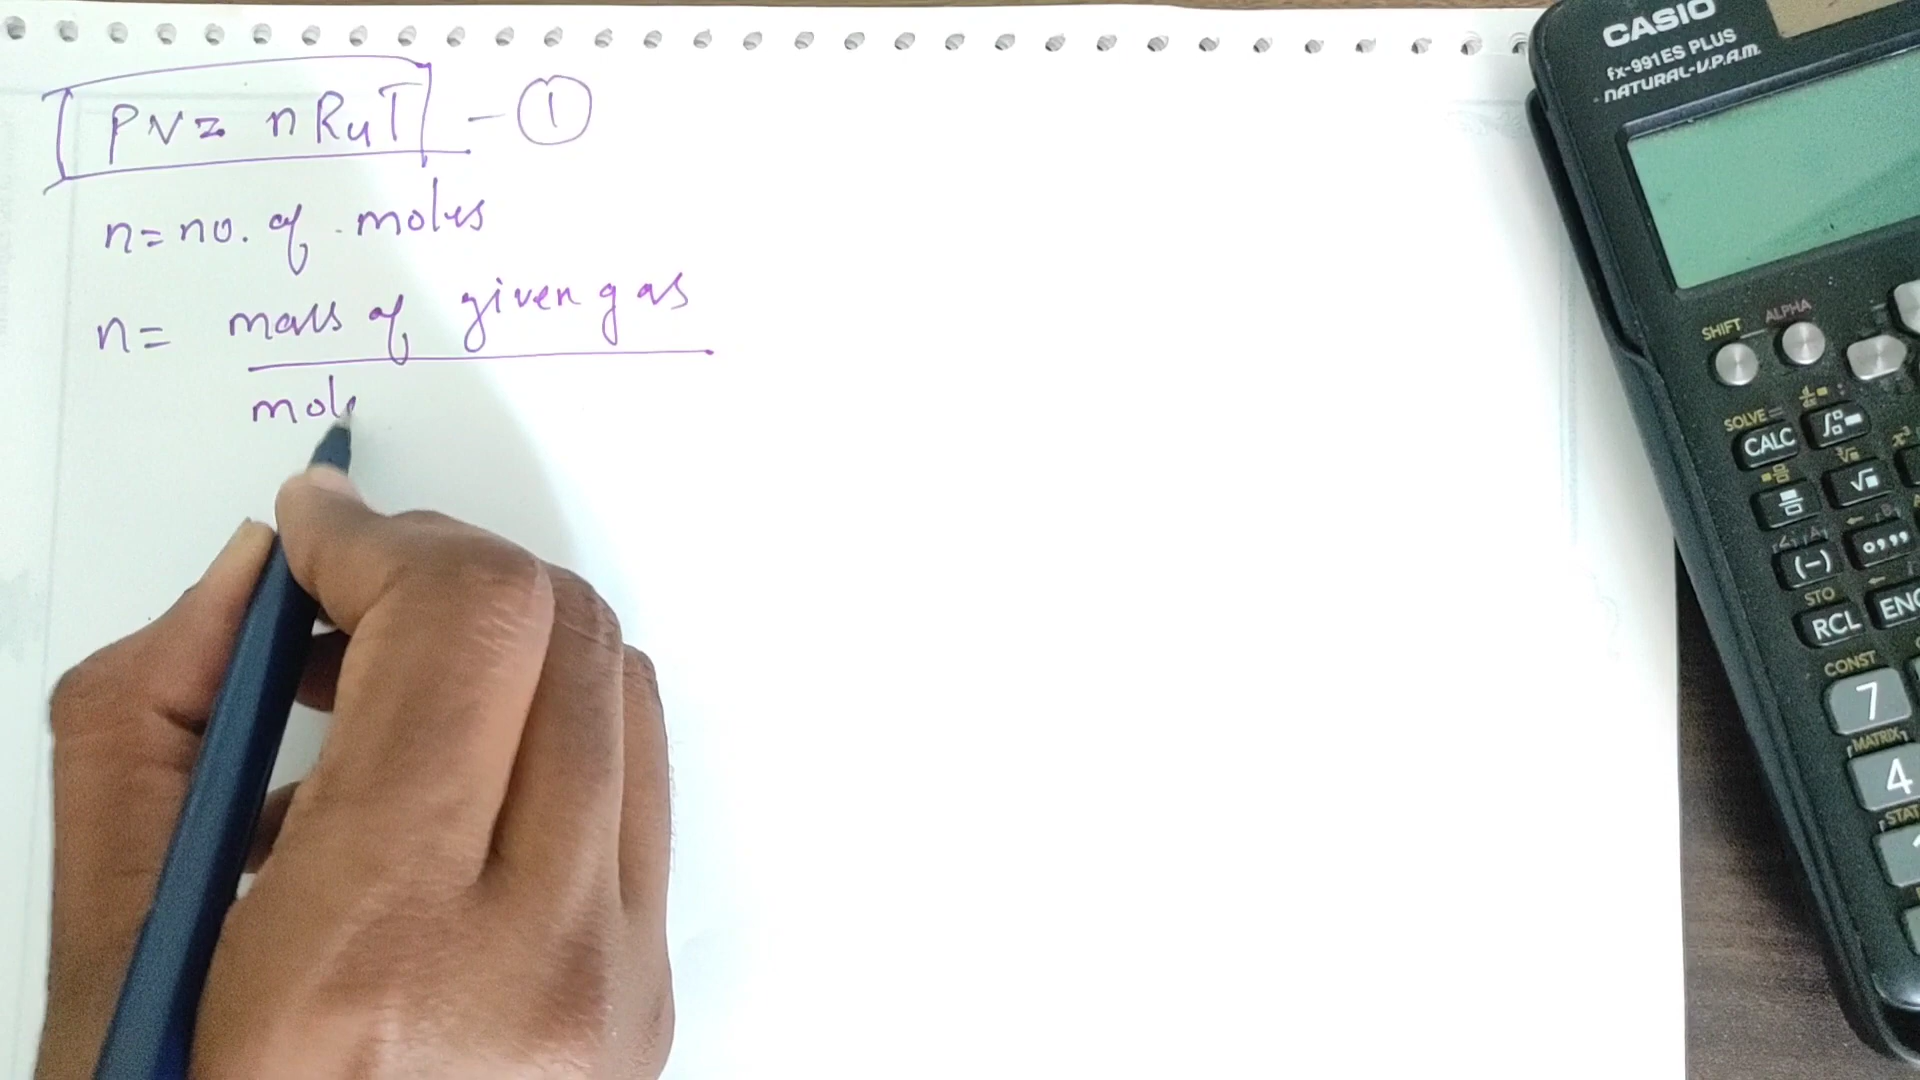 PV = nRuT — ①
n = no. of moles
n = mass of given gas
mole
CASIO
fx-991ES PLUS
NATURAL-V.P.A.M.
SHIFT ALPHA
SOLVE =
CALC
(−)
STO
RCL ENG
CONST
7
MATRIX
4
STAT